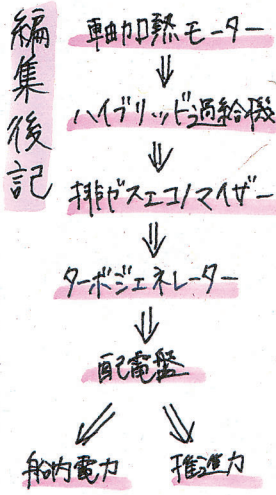 編集後記
軸加勢モーター
ハイブリッド過給機
排ガスエコノマイザー
ターボジェネレーター
配電盤
船内電力
推進力